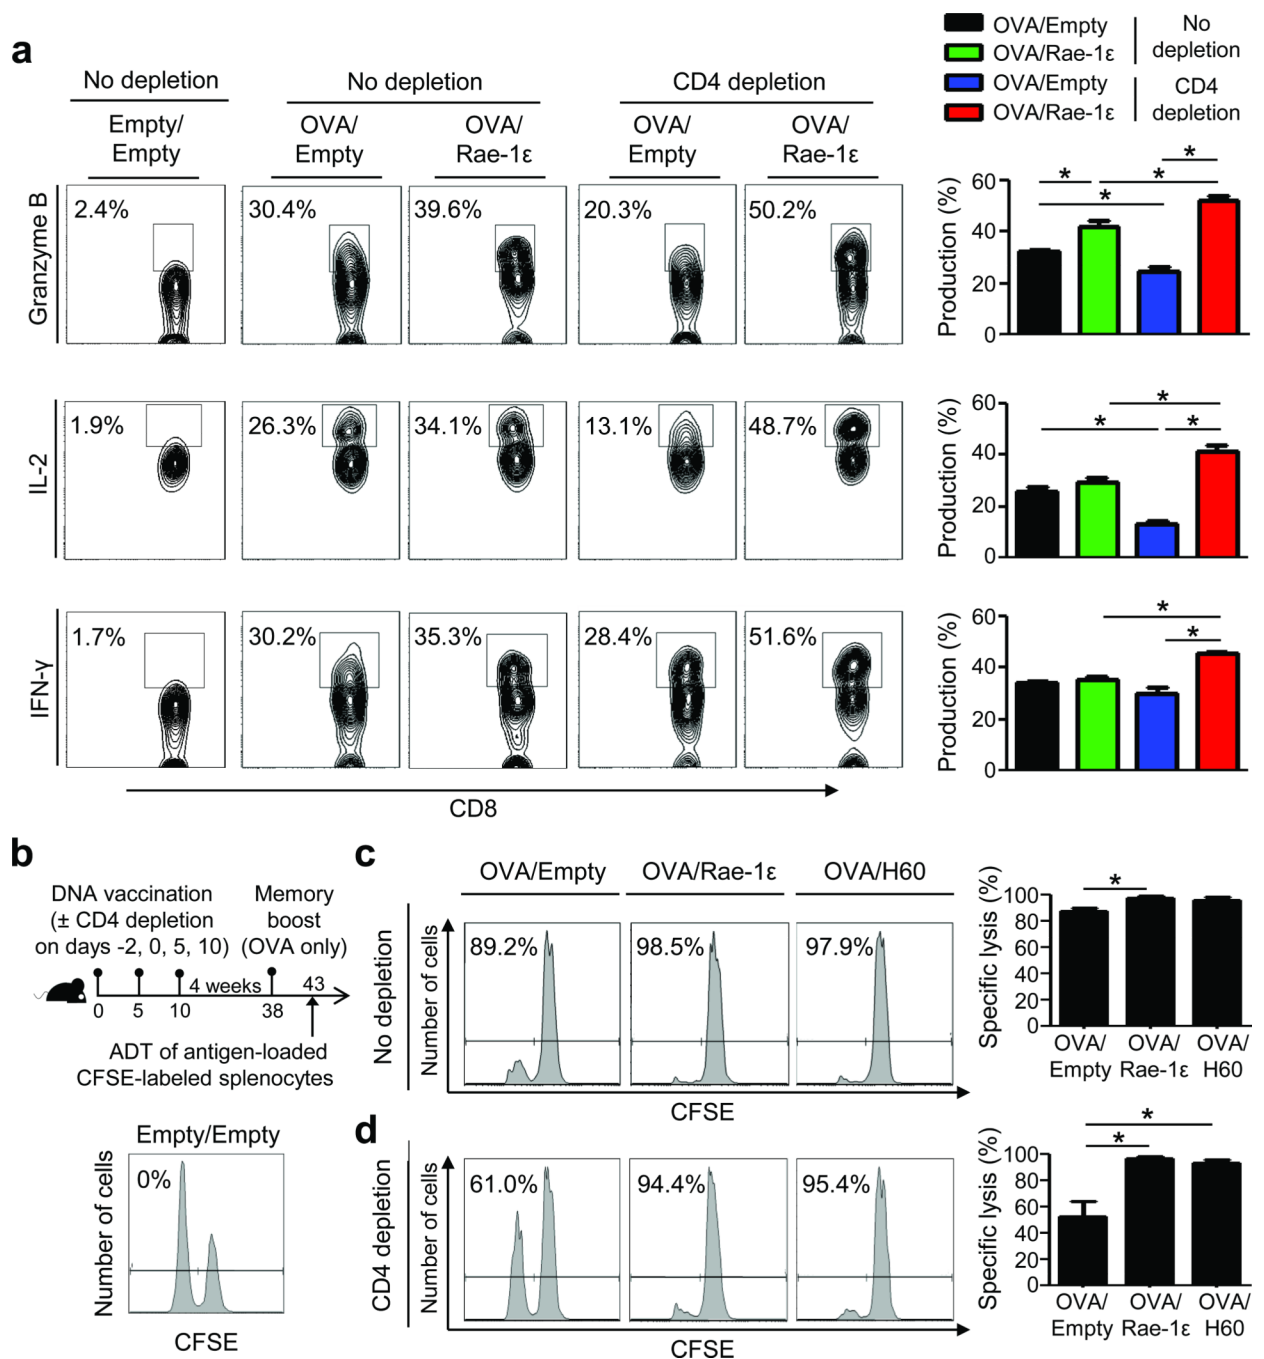 a
OVA/Empty
OVA/Rae-1ε
No
depletion
OVA/Empty
OVA/Rae-1ε
CD4
depletion
No depletion
No depletion
CD4 depletion
Empty/
Empty
OVA/
Empty
OVA/
Rae-1ε
OVA/
Empty
OVA/
Rae-1ε
Granzyme B
2.4%
30.4%
39.6%
20.3%
50.2%
Production (%)
60
40
20
0
*
*
*
*
IL-2
1.9%
26.3%
34.1%
13.1%
48.7%
Production (%)
60
40
20
0
*
*
*
IFN-γ
1.7%
30.2%
35.3%
28.4%
51.6%
Production (%)
60
40
20
0
*
*
CD8
b
DNA vaccination
(± CD4 depletion
on days -2, 0, 5, 10)
Memory
boost
(OVA only)
4 weeks
43
0
5
10
38
ADT of antigen-loaded
CFSE-labeled splenocytes
Empty/Empty
0%
Number of cells
CFSE
c
OVA/Empty
OVA/Rae-1ε
OVA/H60
No depletion
Number of cells
89.2%
98.5%
97.9%
CFSE
Specific lysis (%)
100
80
60
40
20
0
*
OVA/
Empty
OVA/
Rae-1ε
OVA/
H60
d
CD4 depletion
Number of cells
61.0%
94.4%
95.4%
CFSE
Specific lysis (%)
100
80
60
40
20
0
*
*
OVA/
Empty
OVA/
Rae-1ε
OVA/
H60